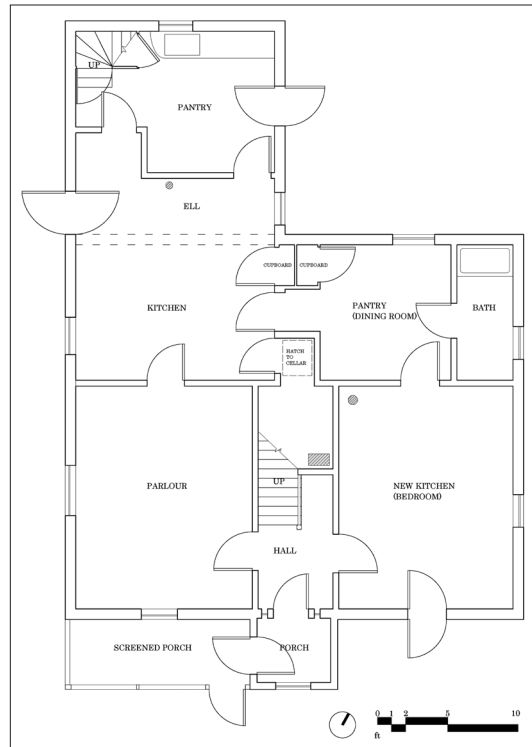 UP
PANTRY
ELL
CUPBOARD
CUPBOARD
KITCHEN
PANTRY
(DINING ROOM)
BATH
HATCH
TO
CELLAR
PARLOUR
UP
NEW KITCHEN
(BEDROOM)
HALL
SCREENED PORCH
PORCH
0 1 2 5 10
ft